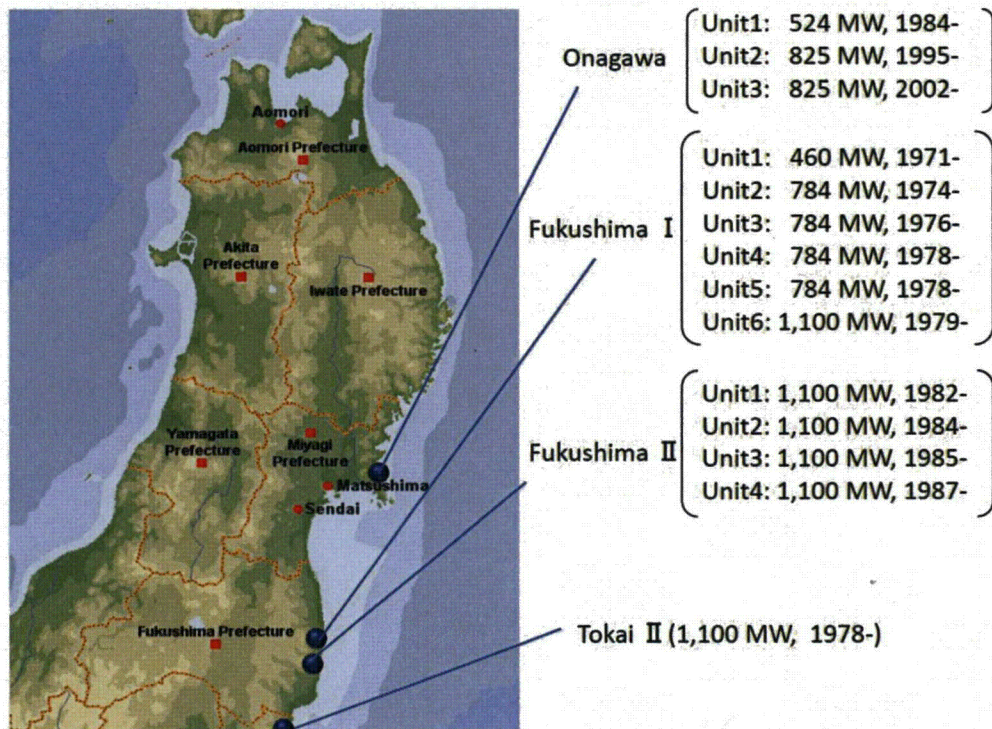 Aomori
Aomori Prefecture
Akita
Prefecture
Iwate Prefecture
Yamagata
Prefecture
Miyagi
Prefecture
Matsushima
Sendai
Fukushima Prefecture
Onagawa
Unit1: 524 MW, 1984-
Unit2: 825 MW, 1995-
Unit3: 825 MW, 2002-
Fukushima Ⅰ
Unit1: 460 MW, 1971-
Unit2: 784 MW, 1974-
Unit3: 784 MW, 1976-
Unit4: 784 MW, 1978-
Unit5: 784 MW, 1978-
Unit6: 1,100 MW, 1979-
Fukushima Ⅱ
Unit1: 1,100 MW, 1982-
Unit2: 1,100 MW, 1984-
Unit3: 1,100 MW, 1985-
Unit4: 1,100 MW, 1987-
Tokai Ⅱ (1,100 MW, 1978-)